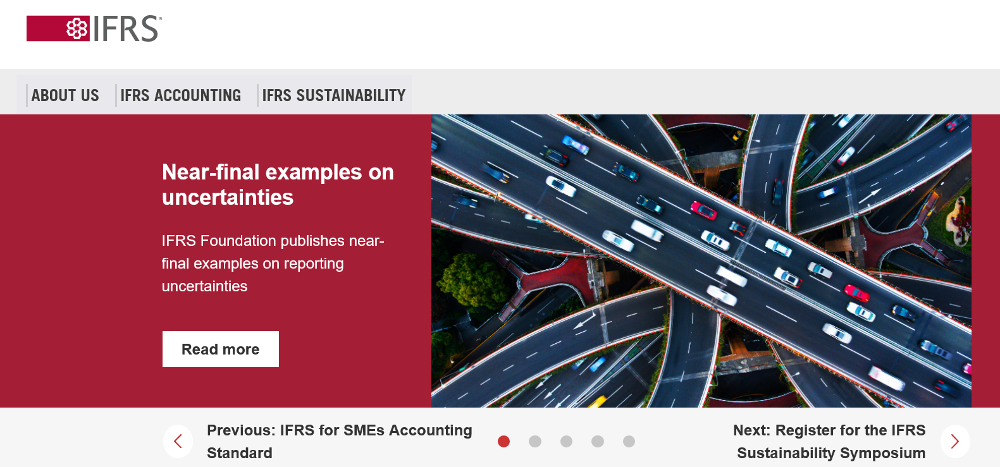 IFRS®
ABOUT US
IFRS ACCOUNTING
IFRS SUSTAINABILITY
Near-final examples on
uncertainties
IFRS Foundation publishes near-
final examples on reporting
uncertainties
Read more
Previous: IFRS for SMEs Accounting
Standard
Next: Register for the IFRS
Sustainability Symposium